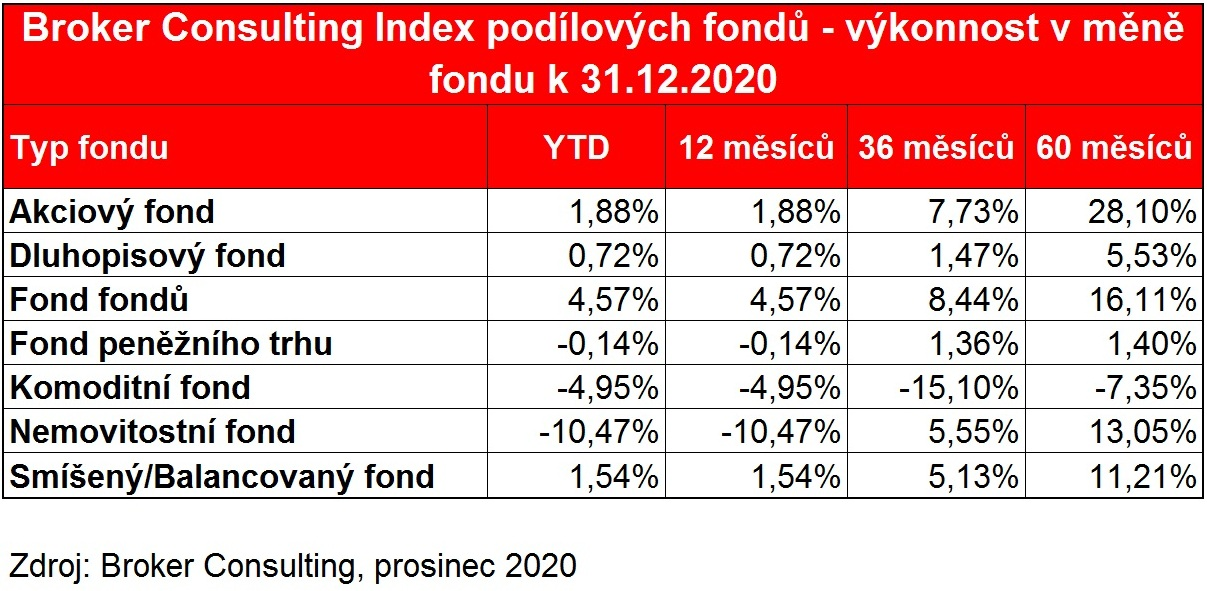 Broker Consulting Index podílových fondů - výkonnost v měně
fondu k 31.12.2020
Typ fondu YTD 12 měsíců 36 měsíců 60 měsíců
Akciový fond 1,88% 1,88% 7,73% 28,10%
Dluhopisový fond 0,72% 0,72% 1,47% 5,53%
Fond fondů 4,57% 4,57% 8,44% 16,11%
Fond peněžního trhu -0,14% -0,14% 1,36% 1,40%
Komoditní fond -4,95% -4,95% -15,10% -7,35%
Nemovitostní fond -10,47% -10,47% 5,55% 13,05%
Smíšený/Balancovaný fond 1,54% 1,54% 5,13% 11,21%
Zdroj: Broker Consulting, prosinec 2020